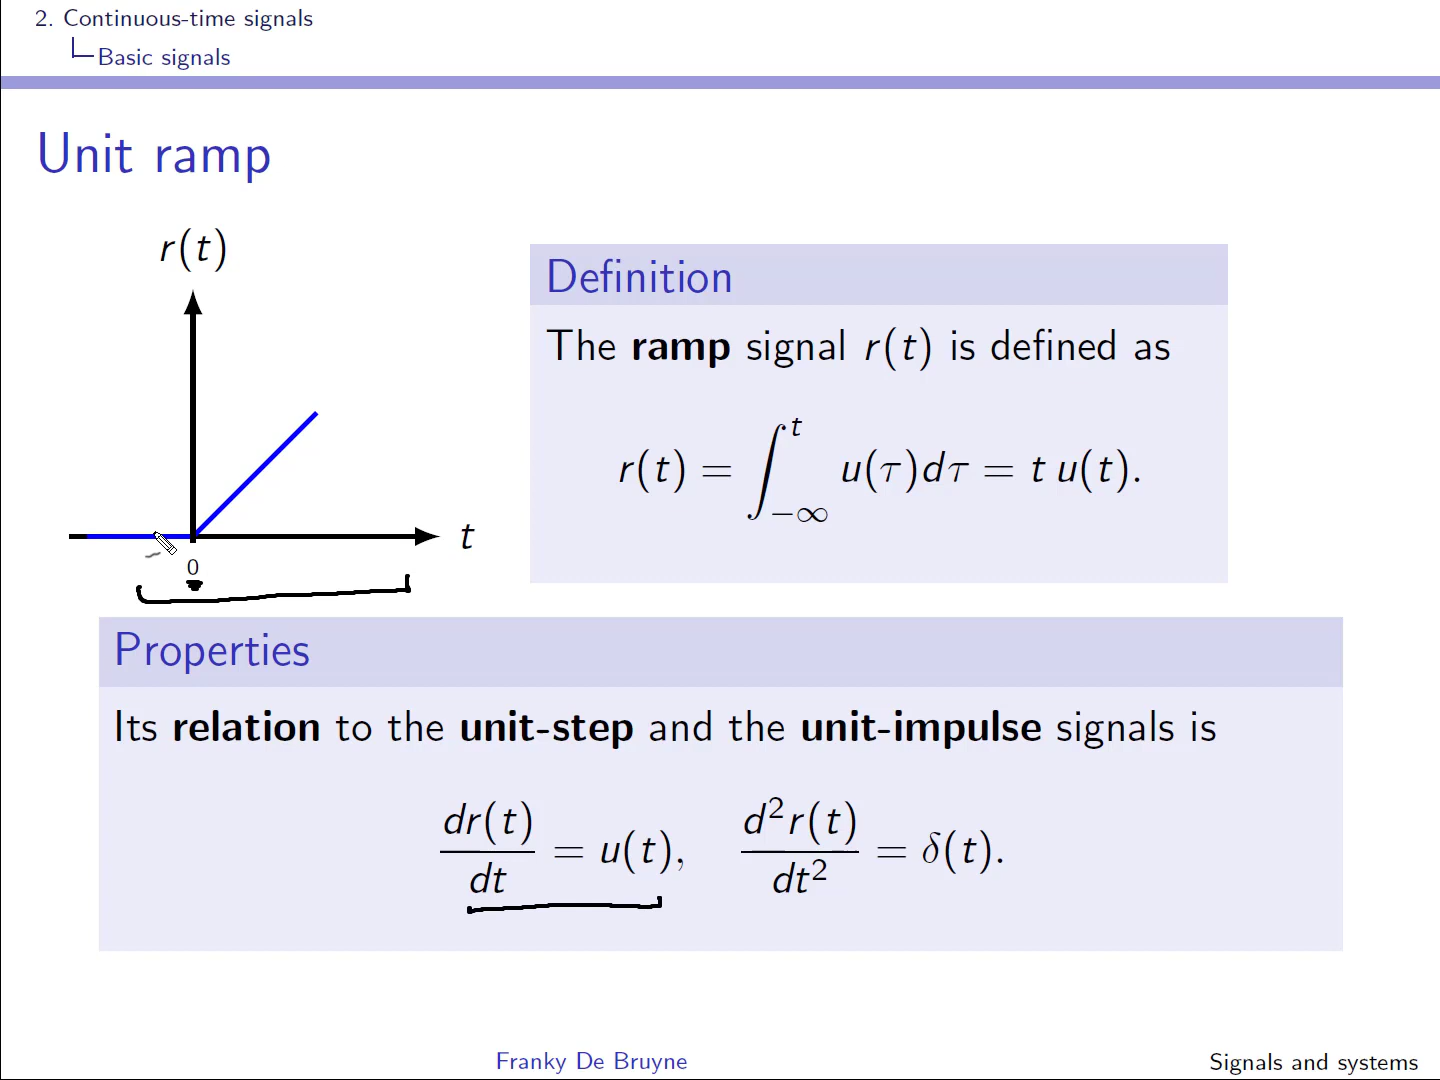 2. Continuous-time signals
Basic signals
Unit ramp
r(t)
t
0
Definition
The ramp signal r(t) is defined as
r(t) = ∫_{-∞}^{t} u(τ)dτ = t u(t).
Properties
Its relation to the unit-step and the unit-impulse signals is
dr(t)/dt = u(t), d²r(t)/dt² = δ(t).
Franky De Bruyne
Signals and systems